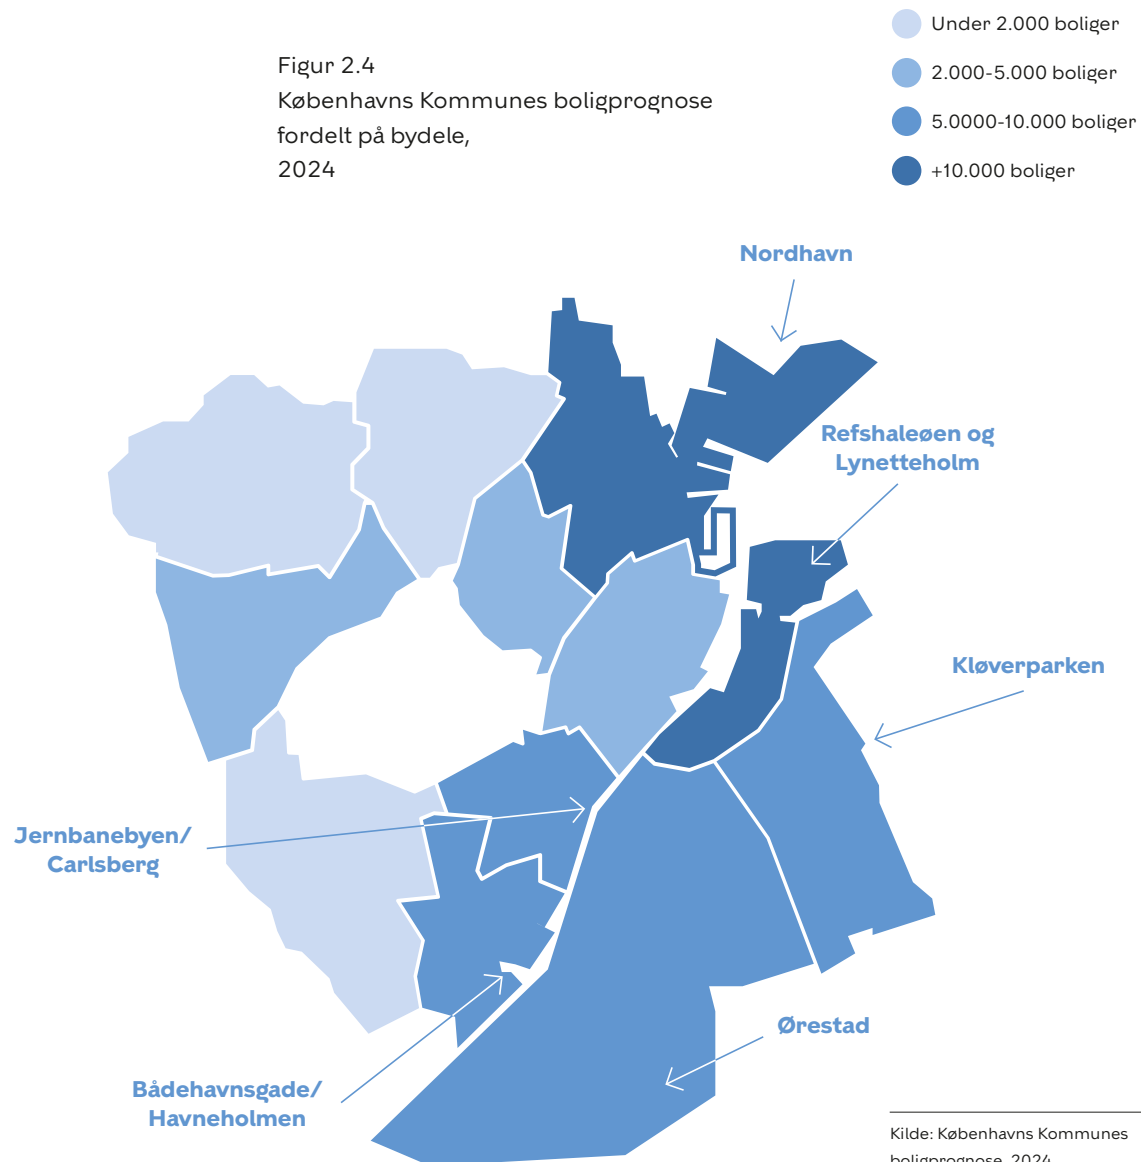 Figur 2.4
Københavns Kommunes boligprognose
fordelt på bydele,
2024
Under 2.000 boliger
2.000-5.000 boliger
5.0000-10.000 boliger
+10.000 boliger
Nordhavn
Refshaleøen og
Lynetteholm
Kløverparken
Jernbanebyen/
Carlsberg
Ørestad
Bådehavnsgade/
Havneholmen
Kilde: Københavns Kommunes
boligprognose, 2024